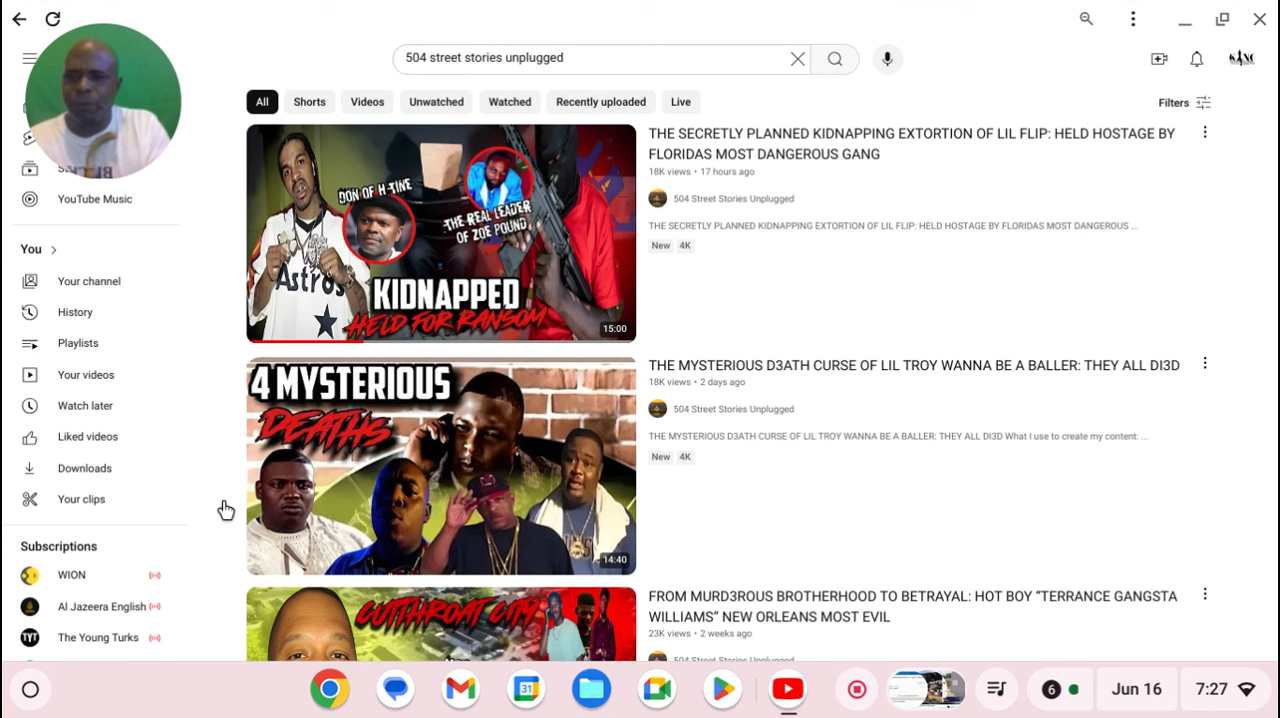 504 street stories unplugged
All
Shorts
Videos
Unwatched
Watched
Recently uploaded
Live
Filters
YouTube Music
You
Your channel
History
Playlists
Your videos
Watch later
Liked videos
Downloads
Your clips
Subscriptions
WION
Al Jazeera English
TYT
The Young Turks
DON OF H-TINE
THE REAL LEADER
OF ZOE POUND
Astros
KIDNAPPED
HELD FOR RANSOM
15:00
THE SECRETLY PLANNED KIDNAPPING EXTORTION OF LIL FLIP: HELD HOSTAGE BY
FLORIDAS MOST DANGEROUS GANG
18K views • 17 hours ago
504 Street Stories Unplugged
THE SECRETLY PLANNED KIDNAPPING EXTORTION OF LIL FLIP: HELD HOSTAGE BY FLORIDAS MOST DANGEROUS ...
New 4K
4 MYSTERIOUS
DEATHS
14:40
THE MYSTERIOUS D3ATH CURSE OF LIL TROY WANNA BE A BALLER: THEY ALL DI3D
18K views • 2 days ago
504 Street Stories Unplugged
THE MYSTERIOUS D3ATH CURSE OF LIL TROY WANNA BE A BALLER: THEY ALL DI3D What I use to create my content: ...
New 4K
CUTTHROAT CITY
FROM MURD3ROUS BROTHERHOOD TO BETRAYAL: HOT BOY “TERRANCE GANGSTA
WILLIAMS” NEW ORLEANS MOST EVIL
23K views • 2 weeks ago
504 Street Stories Unplugged
31
6
Jun 16
7:27